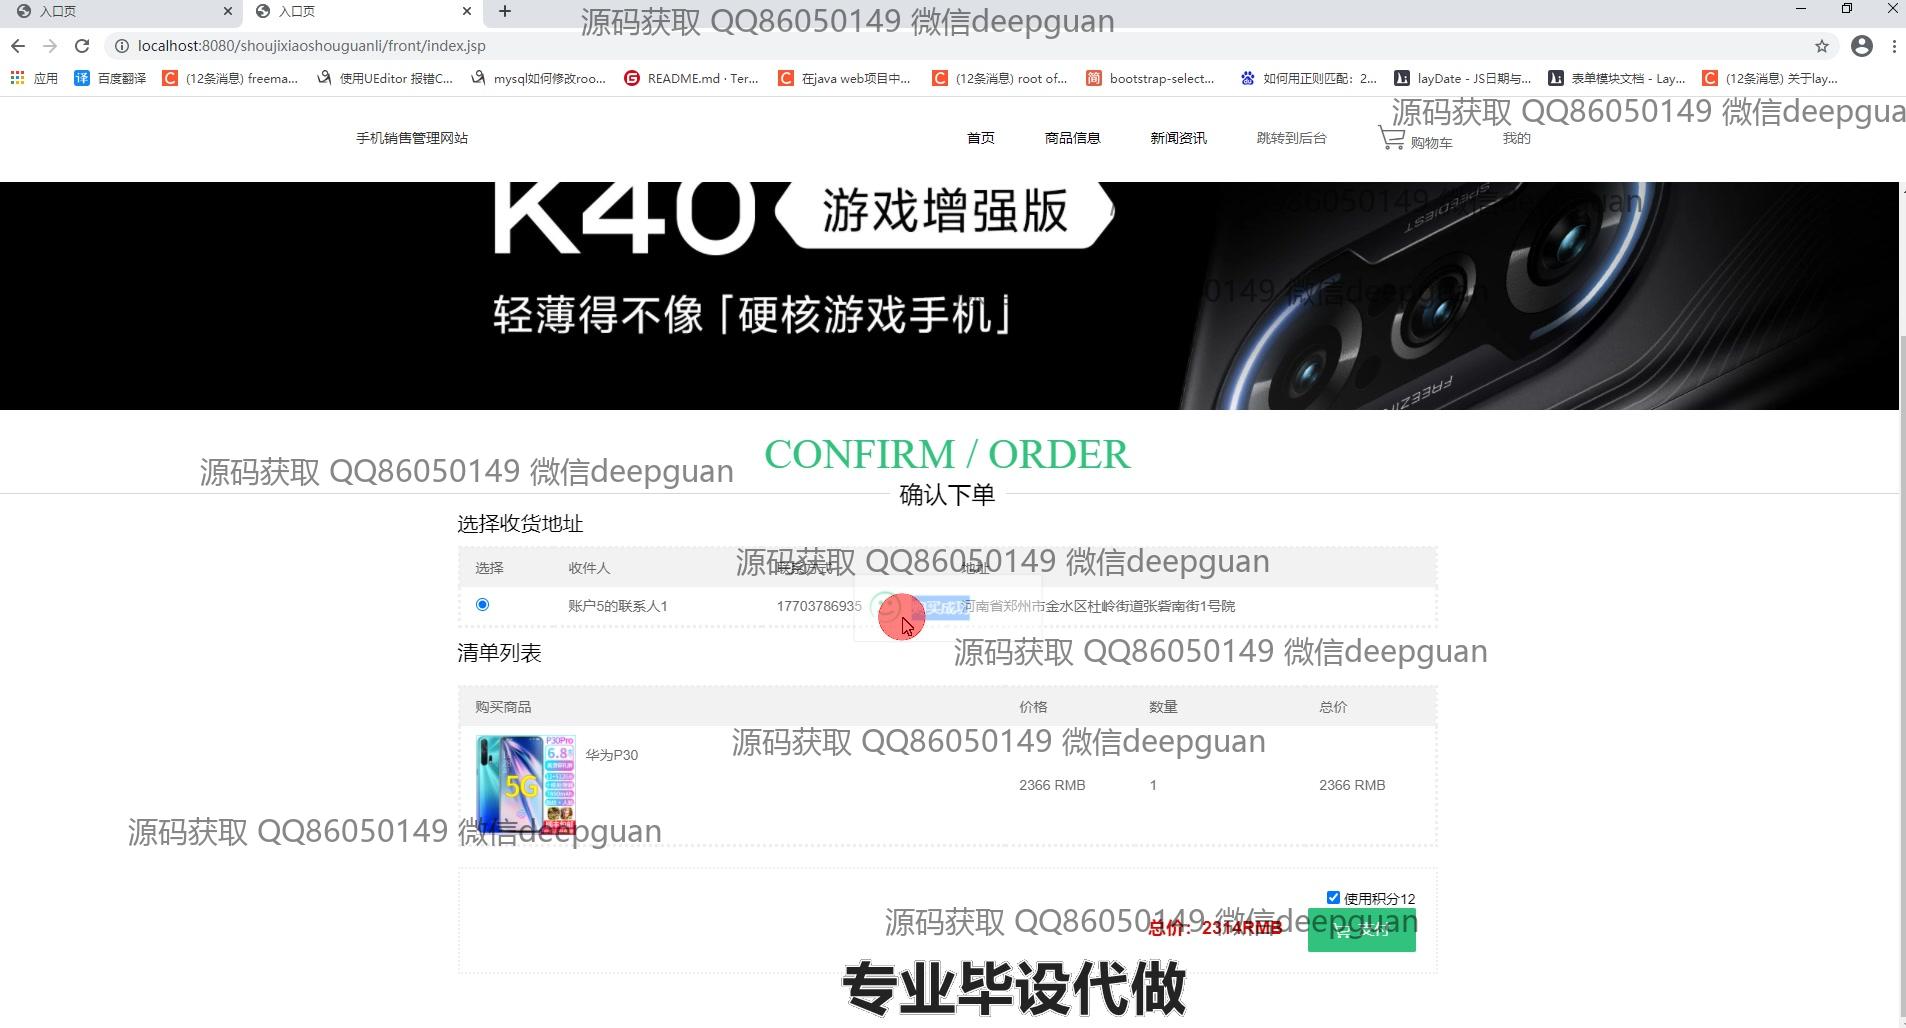 入口页
入口页
源码获取 QQ86050149 微信deepguan
localhost:8080/shoujixiaoshouguanli/front/index.jsp
应用
百度翻译
(12条消息) freema...
使用UEditor 报错C...
mysql如何修改roo...
README.md · Ter...
在java web项目中...
(12条消息) root of...
bootstrap-select...
如何用正则匹配：2...
layDate - JS日期与...
表单模块文档 - Lay...
(12条消息) 关于lay...
源码获取 QQ86050149 微信deepgua
手机销售管理网站
首页
商品信息
新闻资讯
跳转到后台
购物车
我的
K40 游戏增强版
轻薄得不像「硬核游戏手机」
SPEEDIEST
FREEZIN
CONFIRM / ORDER
源码获取 QQ86050149 微信deepguan
确认下单
选择收货地址
源码获取 QQ86050149 微信deepguan
选择 收件人 联系方式 地址
账户5的联系人1 17703786935 河南省郑州市金水区杜岭街道张砦南街1号院
购买成功
清单列表
源码获取 QQ86050149 微信deepguan
购买商品 价格 数量 总价
源码获取 QQ86050149 微信deepguan
P30Pro
6.8
5G
华为P30
2366 RMB 1 2366 RMB
源码获取 QQ86050149 微信deepguan
使用积分12
源码获取 QQ86050149 微信deepguan
总价：2314RMB
支付
专业毕设代做